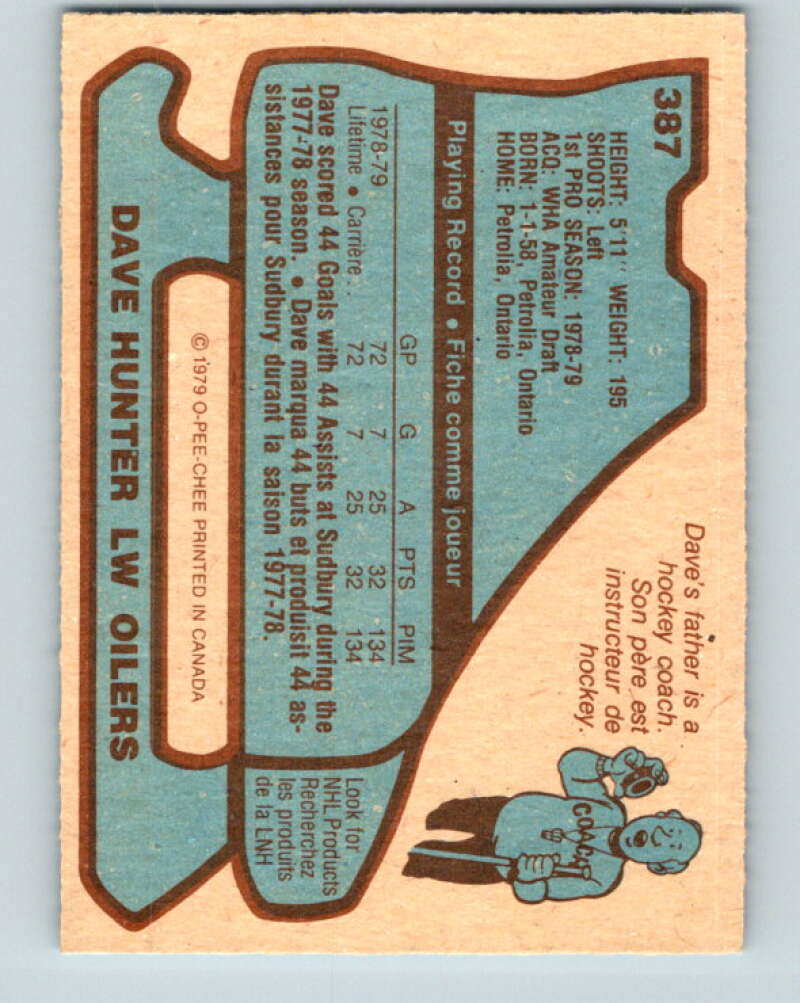 387
HEIGHT: 5'11" WEIGHT: 195
SHOOTS: Left
1st PRO SEASON: 1978-79
ACQ: WHA Amateur Draft
BORN: 1-1-58, Petrolia, Ontario
HOME: Petrolia, Ontario
Dave's father is a
hockey coach.
Son père est
instructeur de
hockey.
COACH
Playing Record • Fiche comme joueur
GP G A PTS PIM
1978-79 72 7 25 32 134
Lifetime • Carrière . . 72 7 25 32 134
Dave scored 44 Goals with 44 Assists at Sudbury during the
1977-78 season. • Dave marqua 44 buts et produisit 44 as-
sistances pour Sudbury durant la saison 1977-78.
Look for
NHL Products
Recherchez
les produits
de la LNH
© 1979 O-PEE-CHEE PRINTED IN CANADA
DAVE HUNTER LW OILERS